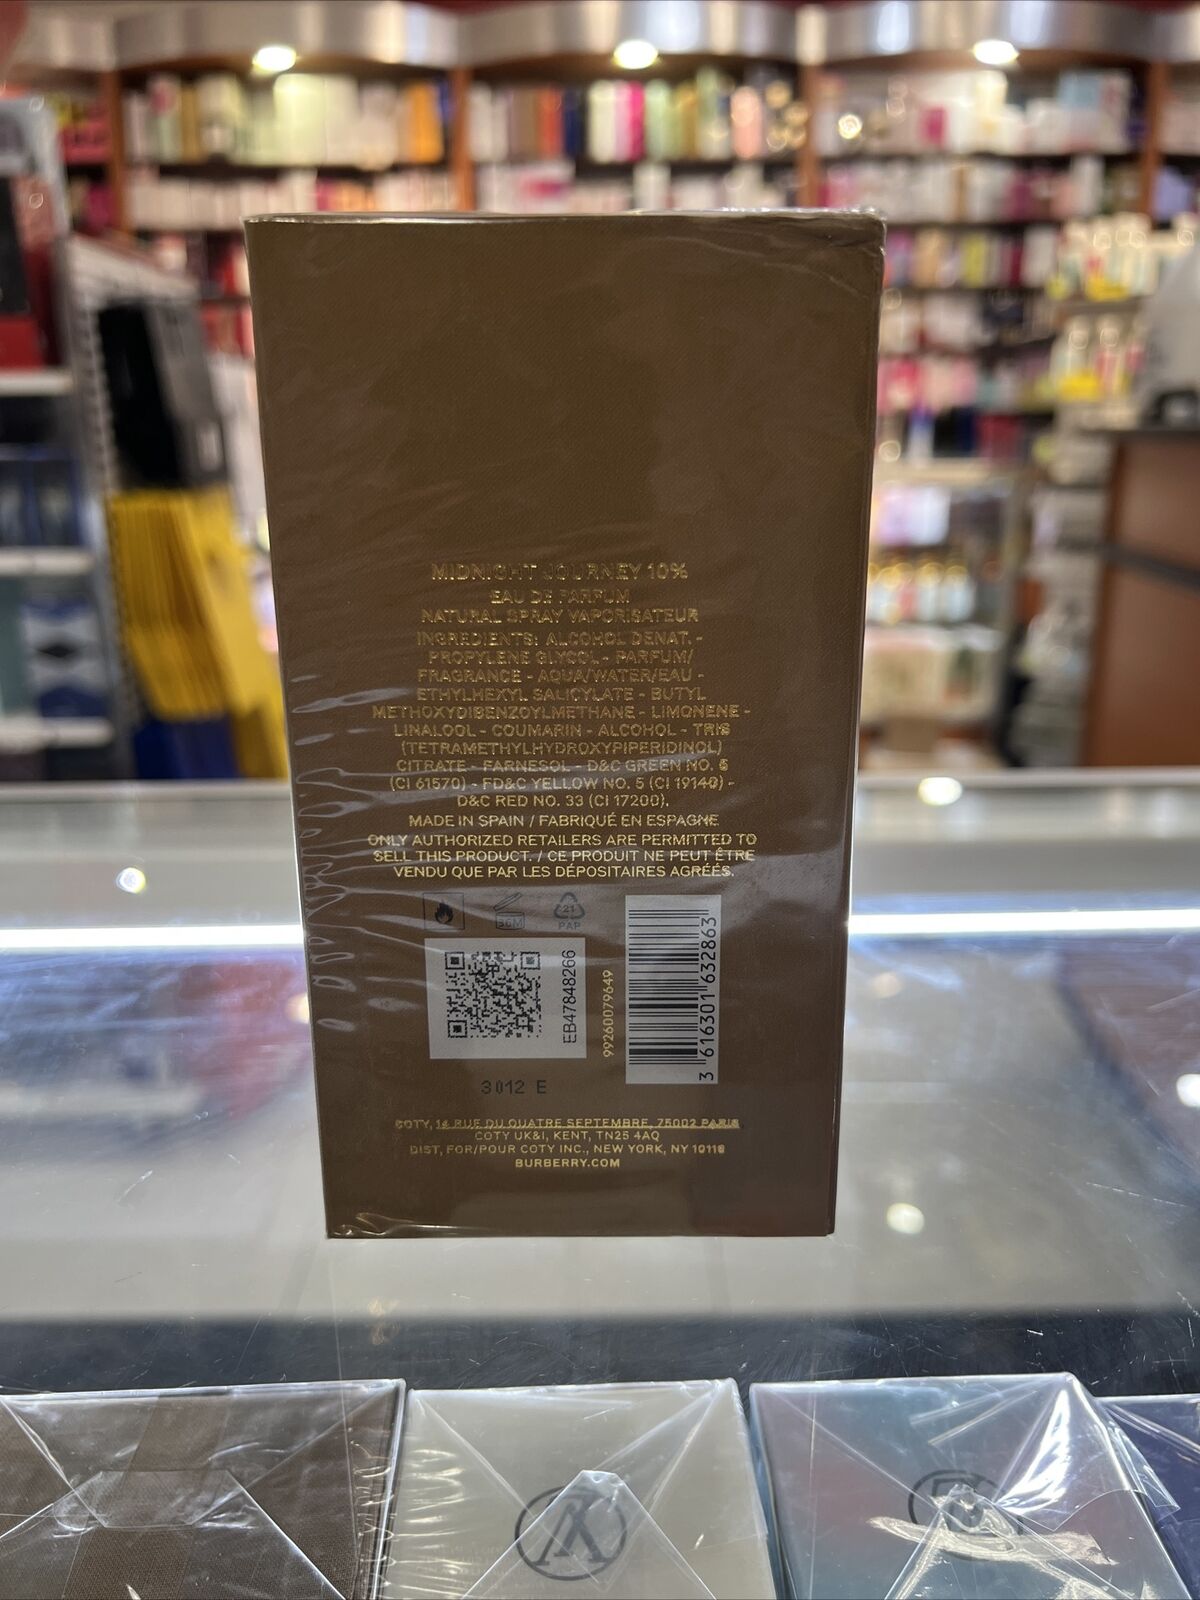 MIDNIGHT JOURNEY 10%
EAU DE PARFUM
NATURAL SPRAY VAPORISATEUR
INGREDIENTS: ALCOHOL DENAT. -
PROPYLENE GLYCOL - PARFUM/
FRAGRANCE - AQUA/WATER/EAU -
ETHYLHEXYL SALICYLATE - BUTYL
METHOXYDIBENZOYLMETHANE - LIMONENE -
LINALOOL - COUMARIN - ALCOHOL - TRIS
(TETRAMETHYLHYDROXYPIPERIDINOL)
CITRATE - FARNESOL - D&C GREEN NO. 5
(CI 61570) - FD&C YELLOW NO. 5 (CI 19140) -
D&C RED NO. 33 (CI 17200).
MADE IN SPAIN / FABRIQUÉ EN ESPAGNE
ONLY AUTHORIZED RETAILERS ARE PERMITTED TO
SELL THIS PRODUCT. / CE PRODUIT NE PEUT ÊTRE
VENDU QUE PAR LES DÉPOSITAIRES AGRÉÉS.
36M
21
PAP
EB47848266
99260079649
3 616301 632863
3012 E
COTY, 14 RUE DU QUATRE SEPTEMBRE, 75002 PARIS
COTY UK&I, KENT, TN25 4AQ
DIST, FOR/POUR COTY INC., NEW YORK, NY 10118
BURBERRY.COM